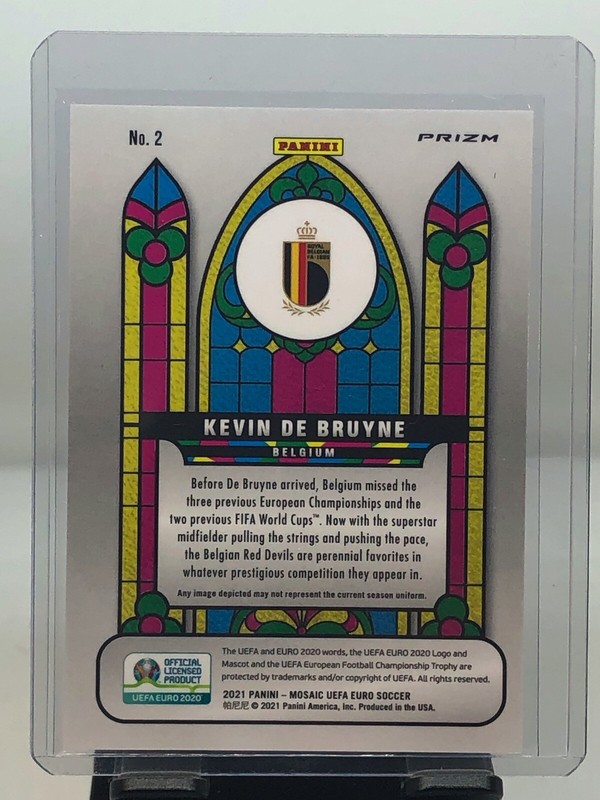 No. 2
PANINI
PRIZM
ROYAL
BELGIAN
FA-1895
KEVIN DE BRUYNE
BELGIUM
Before De Bruyne arrived, Belgium missed the
three previous European Championships and the
two previous FIFA World Cups™. Now with the superstar
midfielder pulling the strings and pushing the pace,
the Belgian Red Devils are perennial favorites in
whatever prestigious competition they appear in.
Any image depicted may not represent the current season uniform.
OFFICIAL
LICENSED
PRODUCT
UEFA EURO2020
The UEFA and EURO 2020 words, the UEFA EURO 2020 Logo and
Mascot and the UEFA European Football Championship Trophy are
protected by trademarks and/or copyright of UEFA. All rights reserved.
2021 PANINI – MOSAIC UEFA EURO SOCCER
帕尼尼 © 2021 Panini America, Inc. Produced in the USA.